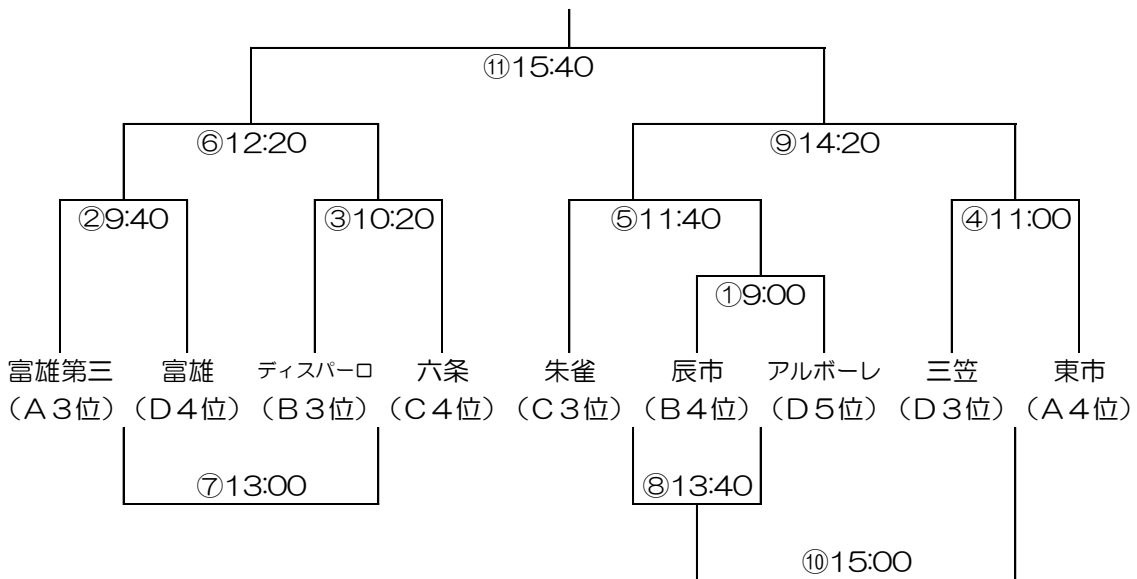 ⑪15:40
⑥12:20 ⑨14:20
②9:40 ③10:20 ⑤11:40 ④11:00
①9:00
富雄第三 富雄 ディスパーロ 六条 朱雀 辰市 アルボーレ 三笠 東市
（A3位） （D4位） （B3位） （C4位） （C3位） （B4位） （D5位） （D3位） （A4位）
⑦13:00 ⑧13:40
⑩15:00